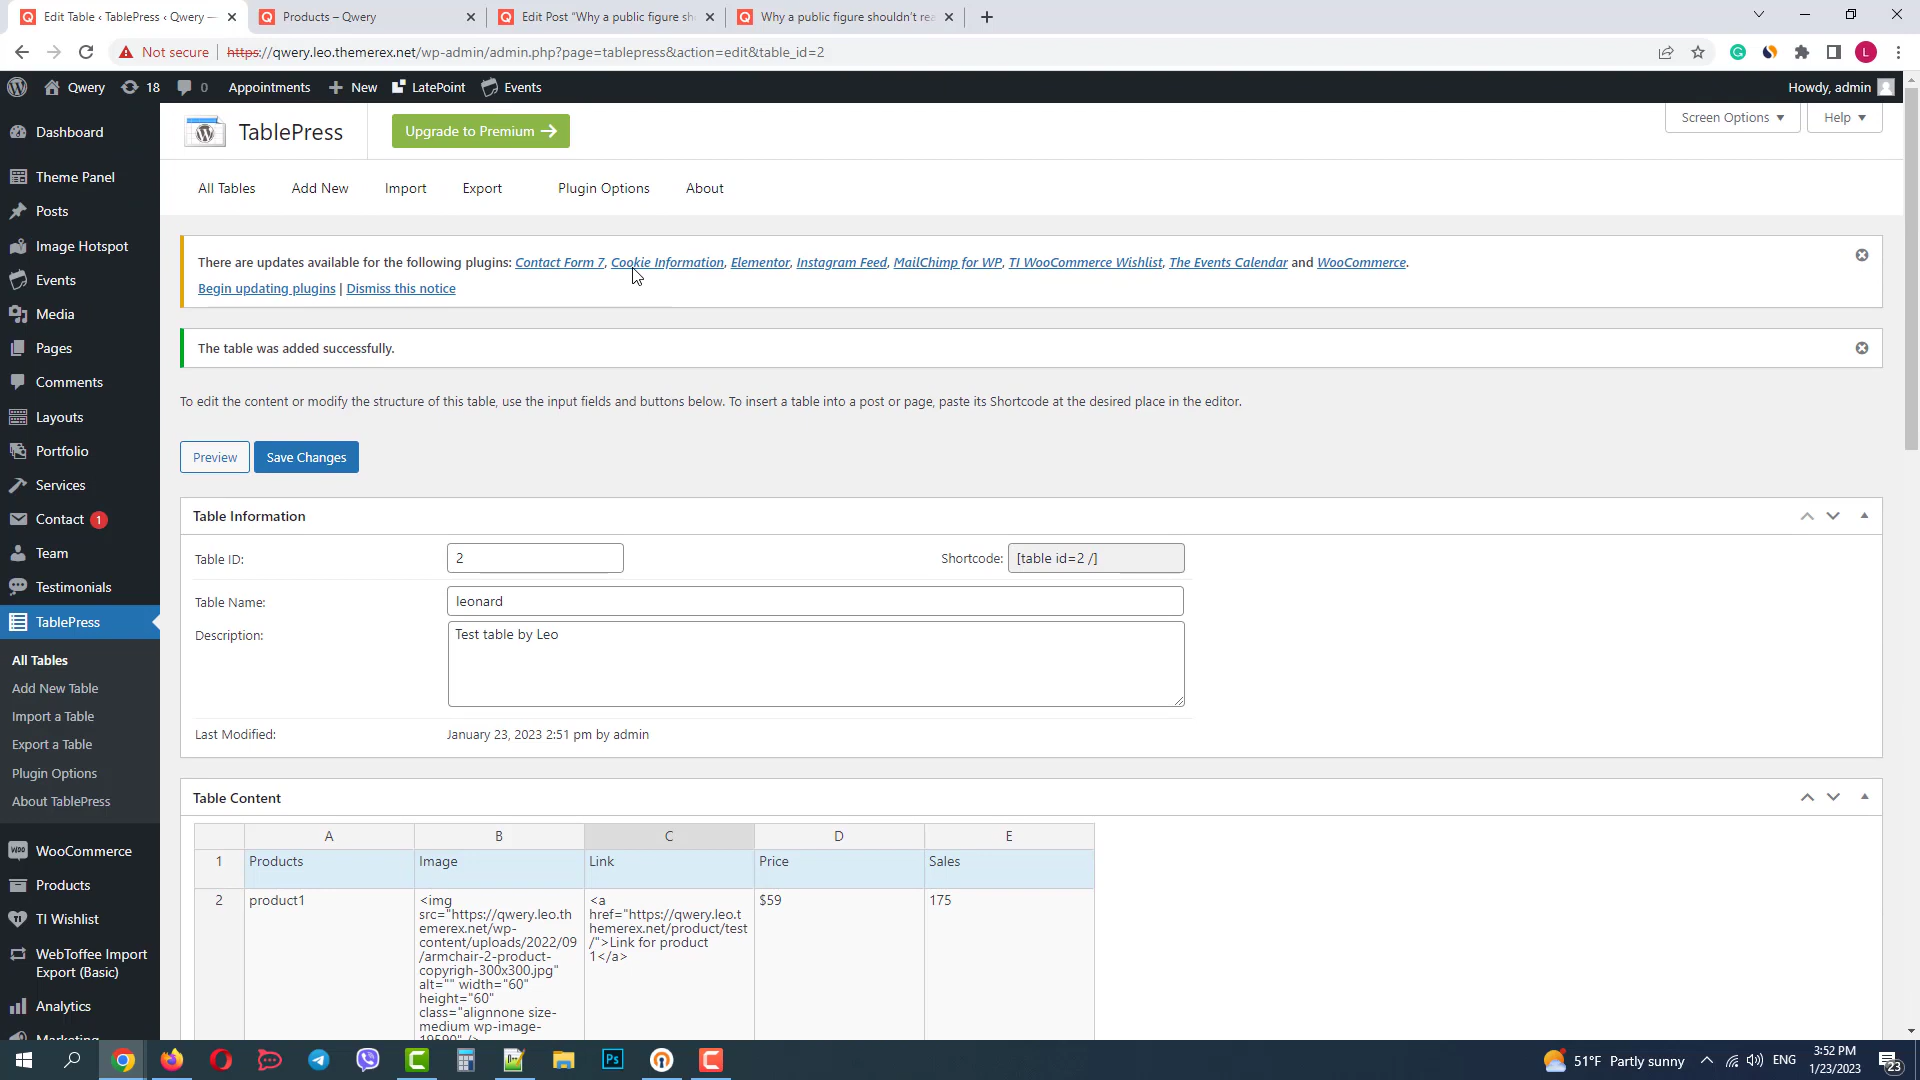 Edit Table ‹ TablePress ‹ Qwery —
Products – Qwery
Edit Post “Why a public figure sh
Why a public figure shouldn’t rea
Not secure
https://qwery.leo.themerex.net/wp-admin/admin.php?page=tablepress&action=edit&table_id=2
L
Qwery
18
0
Appointments
New
LatePoint
Events
Howdy, admin
Dashboard
Theme Panel
Posts
Image Hotspot
Events
Media
Pages
Comments
Layouts
Portfolio
Services
Contact 1
Team
Testimonials
TablePress
All Tables
Add New Table
Import a Table
Export a Table
Plugin Options
About TablePress
WooCommerce
Products
TI Wishlist
WebToffee Import
Export (Basic)
Analytics
Marketing
TablePress
Upgrade to Premium
Screen Options
Help
All Tables
Add New
Import
Export
Plugin Options
About
There are updates available for the following plugins: Contact Form 7, Cookie Information, Elementor, Instagram Feed, MailChimp for WP, TI WooCommerce Wishlist, The Events Calendar and WooCommerce.
Begin updating plugins | Dismiss this notice
The table was added successfully.
To edit the content or modify the structure of this table, use the input fields and buttons below. To insert a table into a post or page, paste its Shortcode at the desired place in the editor.
Preview
Save Changes
Table Information
Table ID:
2
Shortcode:
[table id=2 /]
Table Name:
leonard
Description:
Test table by Leo
Last Modified:
January 23, 2023 2:51 pm by admin
Table Content
A
B
C
D
E
1
Products
Image
Link
Price
Sales
2
product1
<img
src="https://qwery.leo.th
emerex.net/wp-
content/uploads/2022/09
/armchair-2-product-
copyrigh-300x300.jpg"
alt="" width="60"
height="60"
class="alignnone size-
medium wp-image-
19590" />
<a
href="https://qwery.leo.t
hemerex.net/product/test
/">Link for product
1</a>
$59
175
Ps
51°F Partly sunny
ENG
3:52 PM
1/23/2023
23